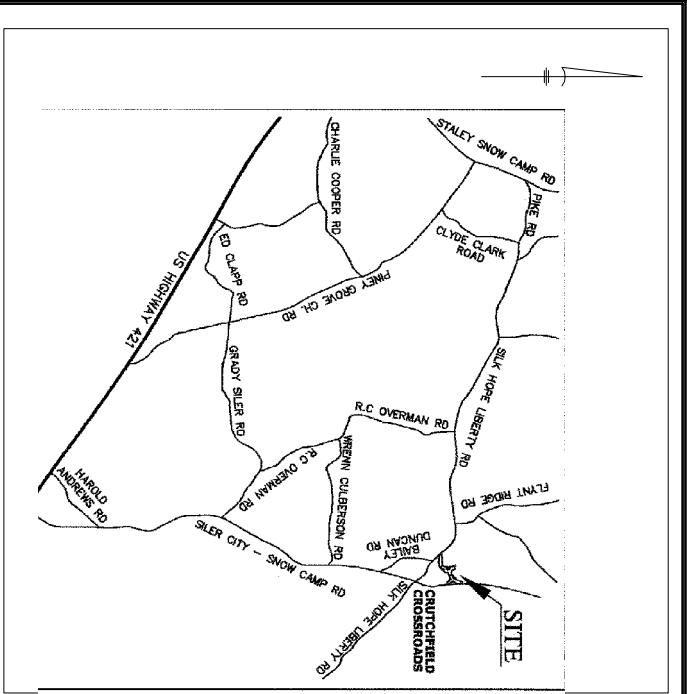 STALEY SNOW CAMP RD
CHARLIE COOPER RD
PIKE RD
CLYDE CLARK
ROAD
ED CLAPP RD
US HIGHWAY 421
PINEY GROVE CH. RD
GRADY SILER RD
SILK HOPE LIBERTY RD
R.C OVERMAN RD
R.C OVERMAN RD
WRENN CULBERSON RD
FLYNT RIDGE RD
HAROLD
ANDREWS RD
SILER CITY - SNOW CAMP RD
BAILEY
DUNCAN RD
SILK HOPE LIBERTY RD
CRUTCHFIELD
CROSSROADS
SITE